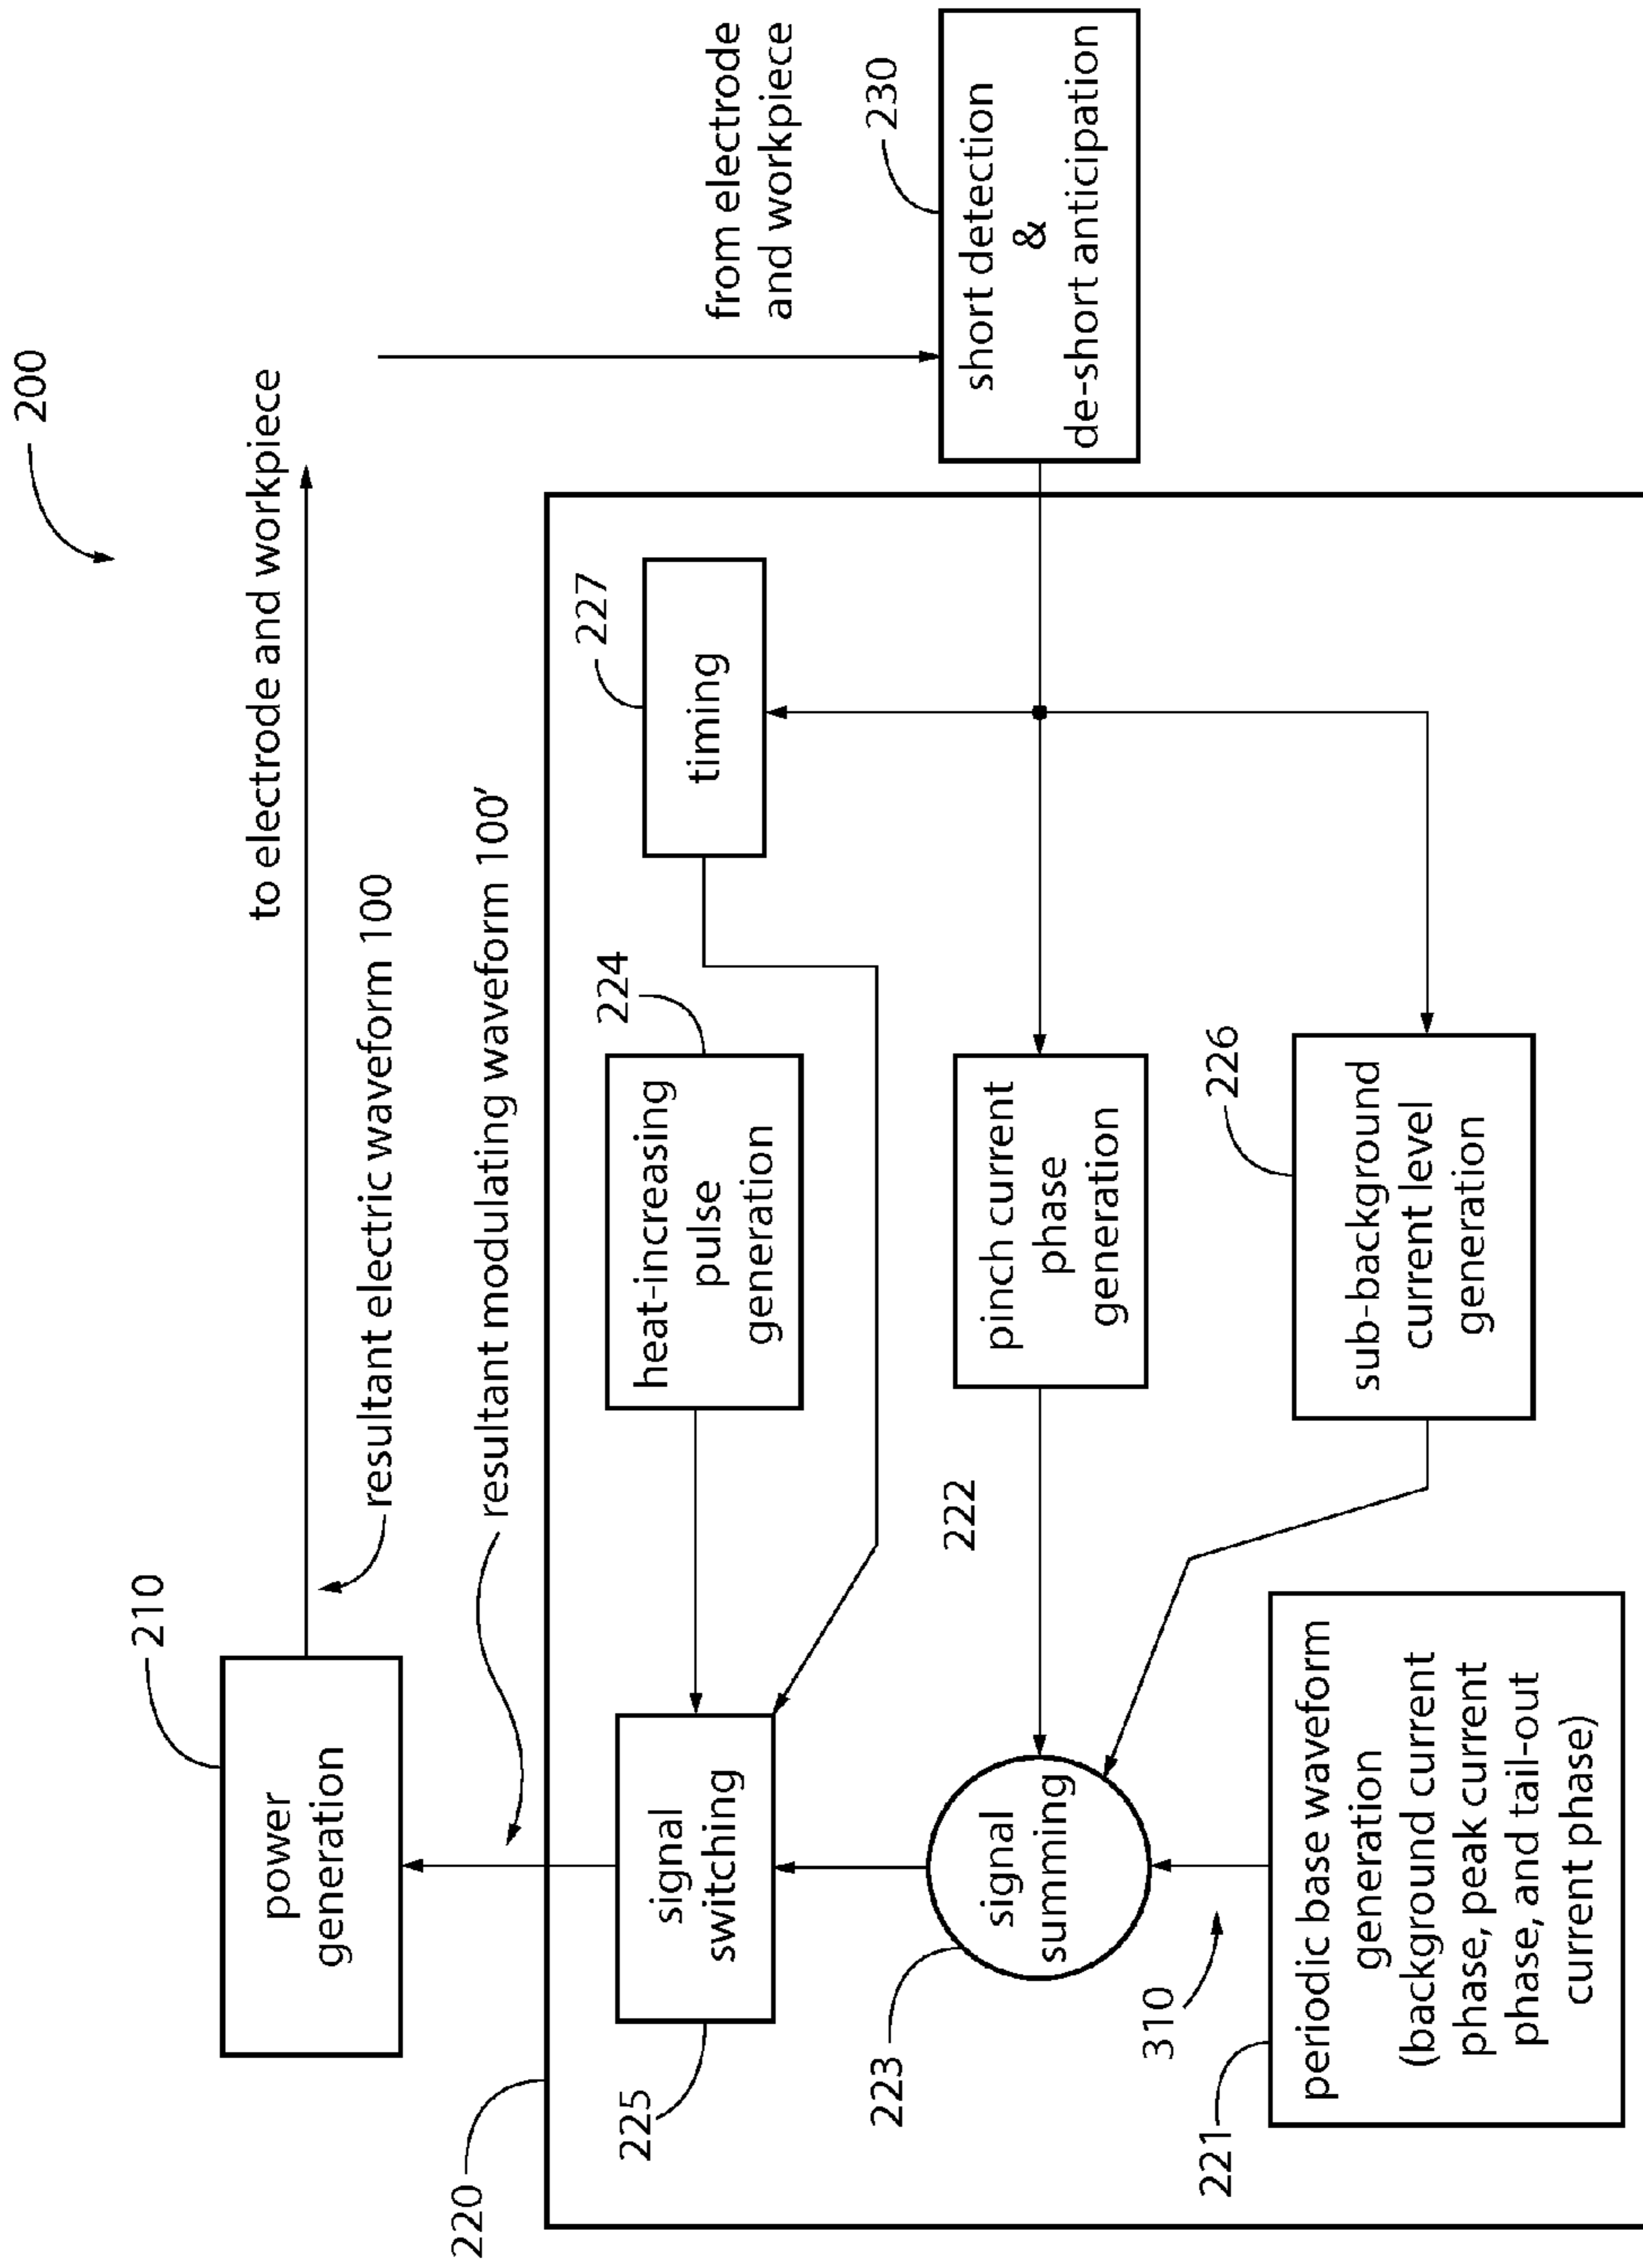 200
to electrode and workpiece
210
resultant electric waveform 100
resultant modulating waveform 100'
power
generation
from electrode
and workpiece
230
short detection
&
de-short anticipation
220
225
signal
switching
224
heat-increasing
pulse
generation
227
timing
223
signal
summing
222
pinch current
phase
generation
310
226
sub-background
current level
generation
221
periodic base waveform
generation
(background current
phase, peak current
phase, and tail-out
current phase)